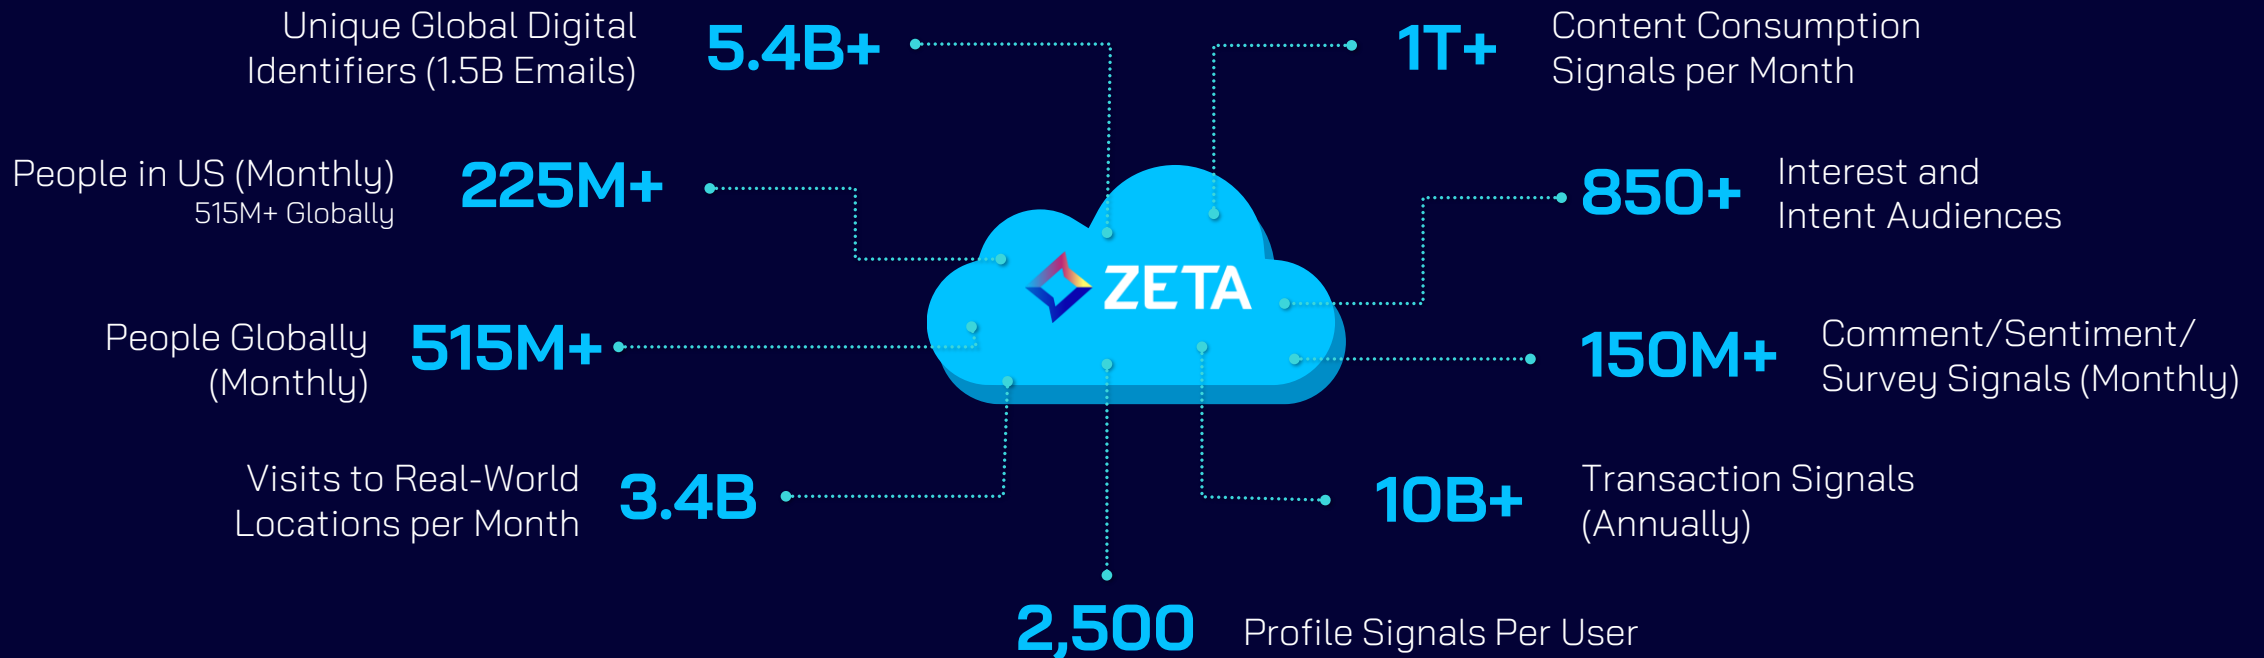 Unique Global Digital
Identifiers (1.5B Emails)
5.4B+
1T+
Content Consumption
Signals per Month
People in US (Monthly)
515M+ Globally
225M+
850+
Interest and
Intent Audiences
ZETA
People Globally
(Monthly)
515M+
150M+
Comment/Sentiment/
Survey Signals (Monthly)
Visits to Real-World
Locations per Month
3.4B
10B+
Transaction Signals
(Annually)
2,500
Profile Signals Per User